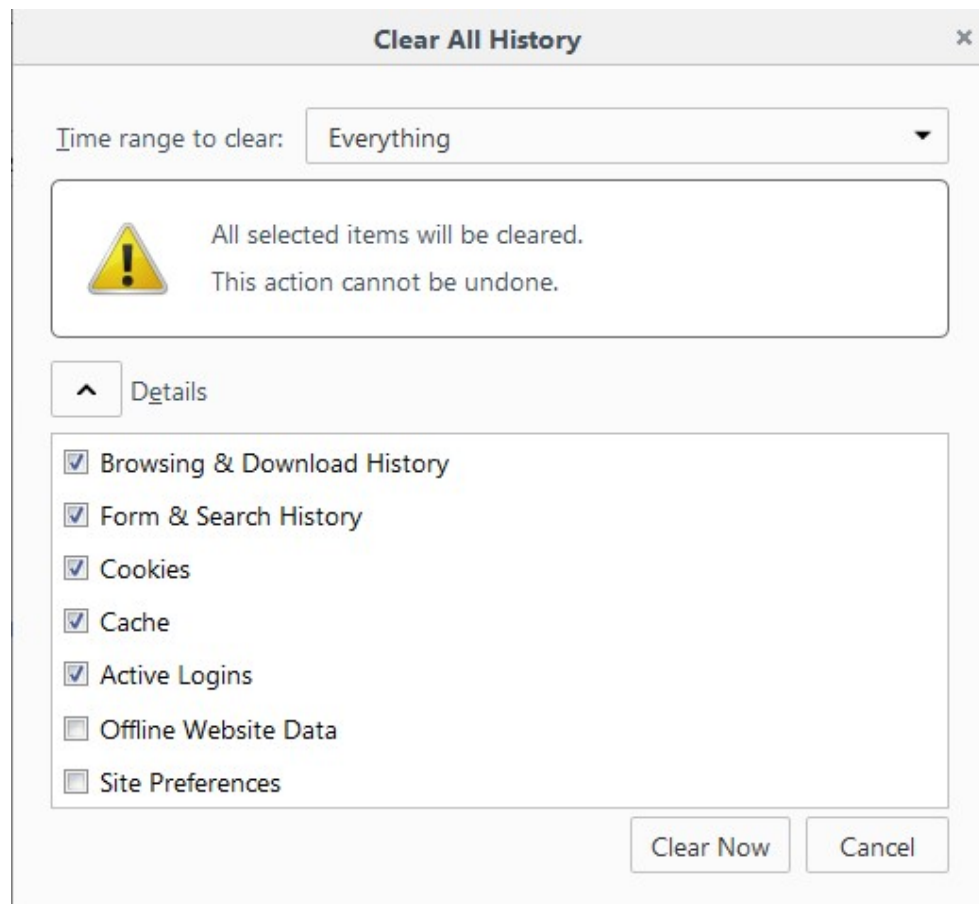 Clear All History
Time range to clear: Everything
All selected items will be cleared.
This action cannot be undone.
Details
Browsing & Download History
Form & Search History
Cookies
Cache
Active Logins
Offline Website Data
Site Preferences
Clear Now Cancel